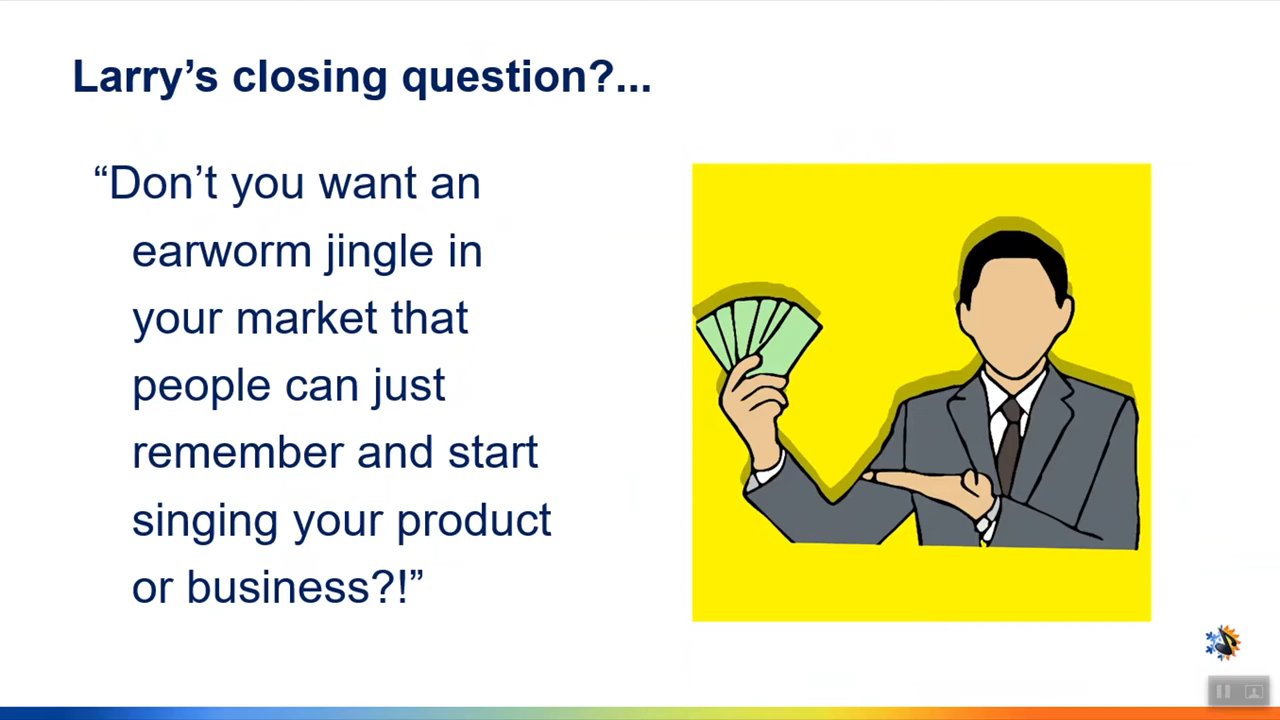 Larry’s closing question?...
“Don’t you want an
earworm jingle in
your market that
people can just
remember and start
singing your product
or business?!”